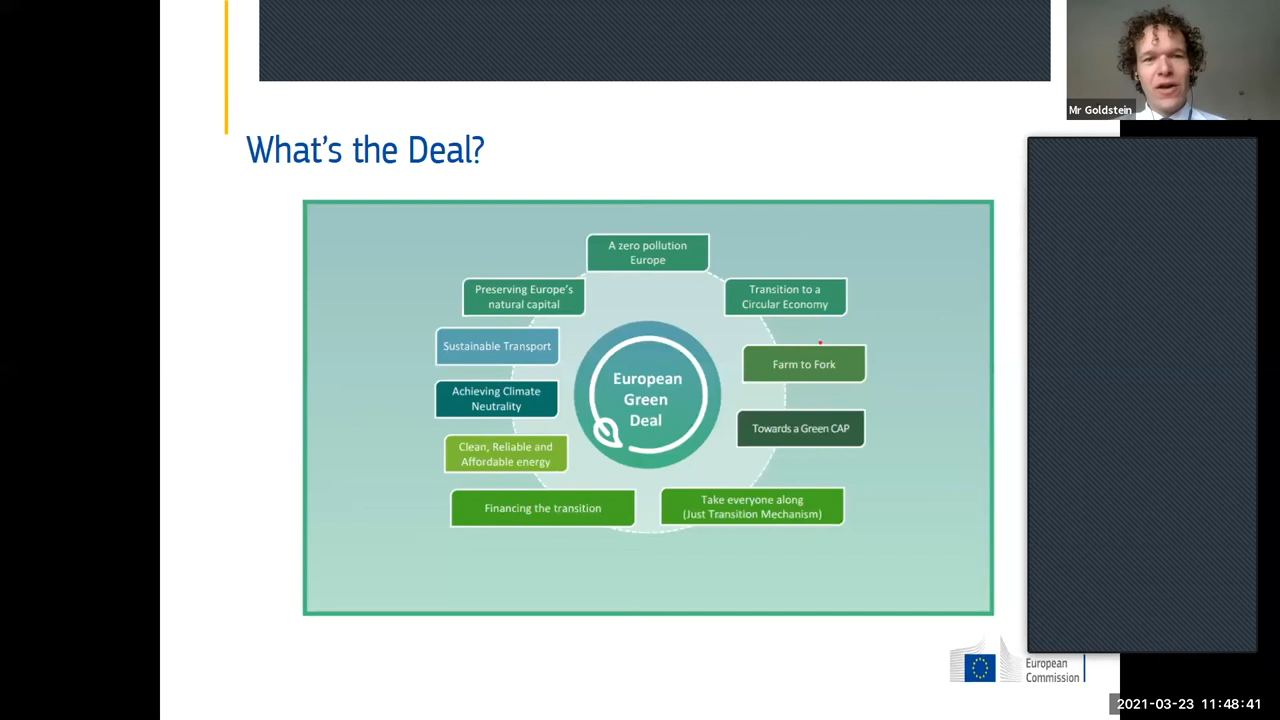 Mr Goldstein
What's the Deal?
A zero pollution
Europe
Preserving Europe's
natural capital
Transition to a
Circular Economy
Sustainable Transport
Farm to Fork
European
Green
Deal
Achieving Climate
Neutrality
Towards a Green CAP
Clean, Reliable and
Affordable energy
Financing the transition
Take everyone along
(Just Transition Mechanism)
European
Commission
2021-03-23 11:48:41